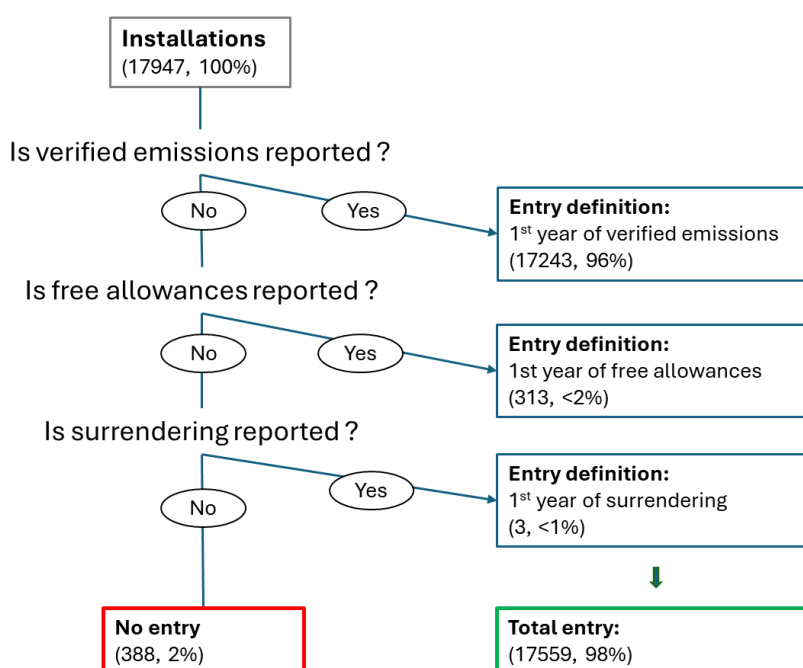 Installations
(17947, 100%)
Is verified emissions reported ?
No
Yes
Entry definition:
1st year of verified emissions
(17243, 96%)
Is free allowances reported ?
No
Yes
Entry definition:
1st year of free allowances
(313, <2%)
Is surrendering reported ?
No
Yes
Entry definition:
1st year of surrendering
(3, <1%)
No entry
(388, 2%)
Total entry:
(17559, 98%)